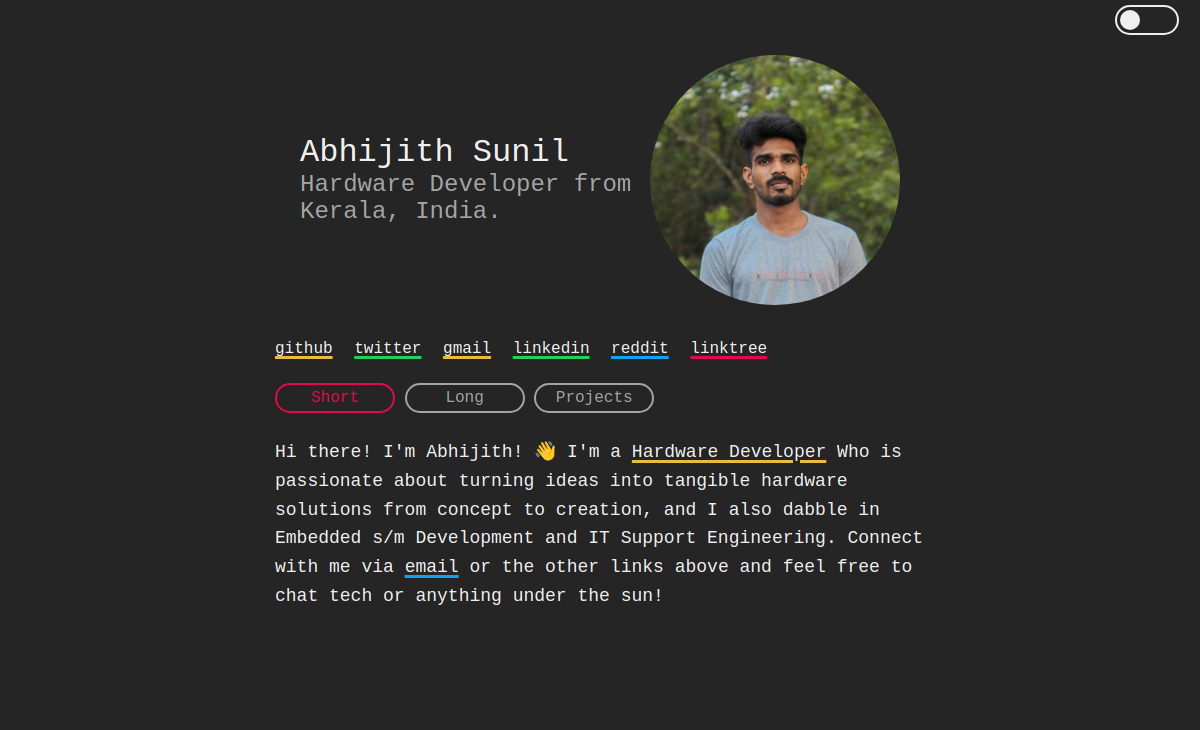 Abhijith Sunil
Hardware Developer from
Kerala, India.
github twitter gmail linkedin reddit linktree
Short Long Projects
Hi there! I'm Abhijith! 👋 I'm a Hardware Developer Who is
passionate about turning ideas into tangible hardware
solutions from concept to creation, and I also dabble in
Embedded s/m Development and IT Support Engineering. Connect
with me via email or the other links above and feel free to
chat tech or anything under the sun!